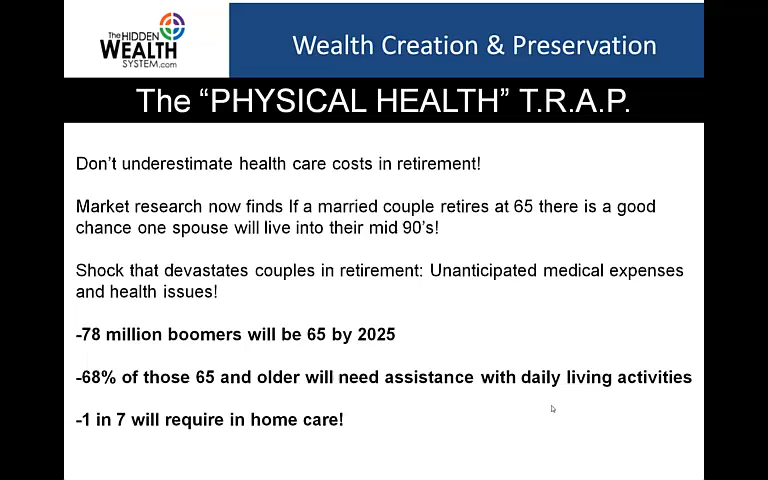 The HIDDEN
WEALTH
SYSTEM.com
Wealth Creation & Preservation
The “PHYSICAL HEALTH” T.R.A.P.
Don’t underestimate health care costs in retirement!
Market research now finds If a married couple retires at 65 there is a good
chance one spouse will live into their mid 90’s!
Shock that devastates couples in retirement: Unanticipated medical expenses
and health issues!
-78 million boomers will be 65 by 2025
-68% of those 65 and older will need assistance with daily living activities
-1 in 7 will require in home care!